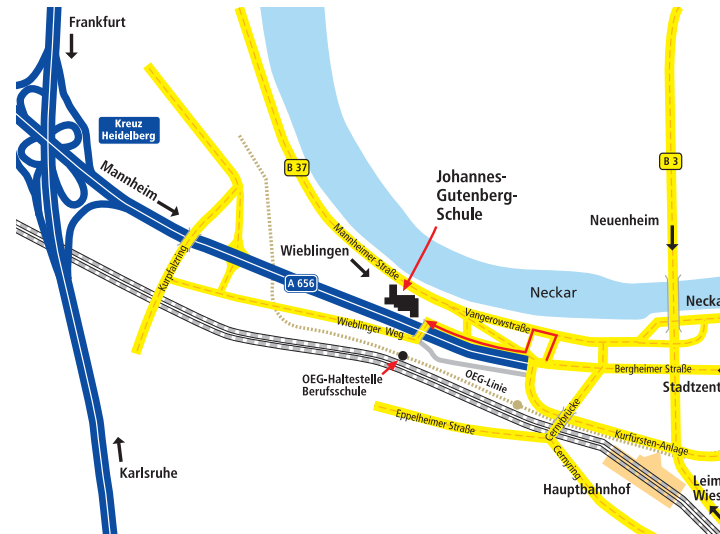 Frankfurt
Kreuz
Heidelberg
Mannheim
B 37
B 3
Johannes-
Gutenberg-
Schule
Neuenheim
Wieblingen
Mannheimer Straße
Kurpfalzring
A 656
Neckar
Necka
Vangerowstraße
Wieblinger Weg
Bergheimer Straße
OEG-Linie
OEG-Haltestelle
Berufsschule
Stadtzent
Eppelheimer Straße
Czernybrücke
Kurfürsten-Anlage
Czernyring
Karlsruhe
Hauptbahnhof
Leim
Wies